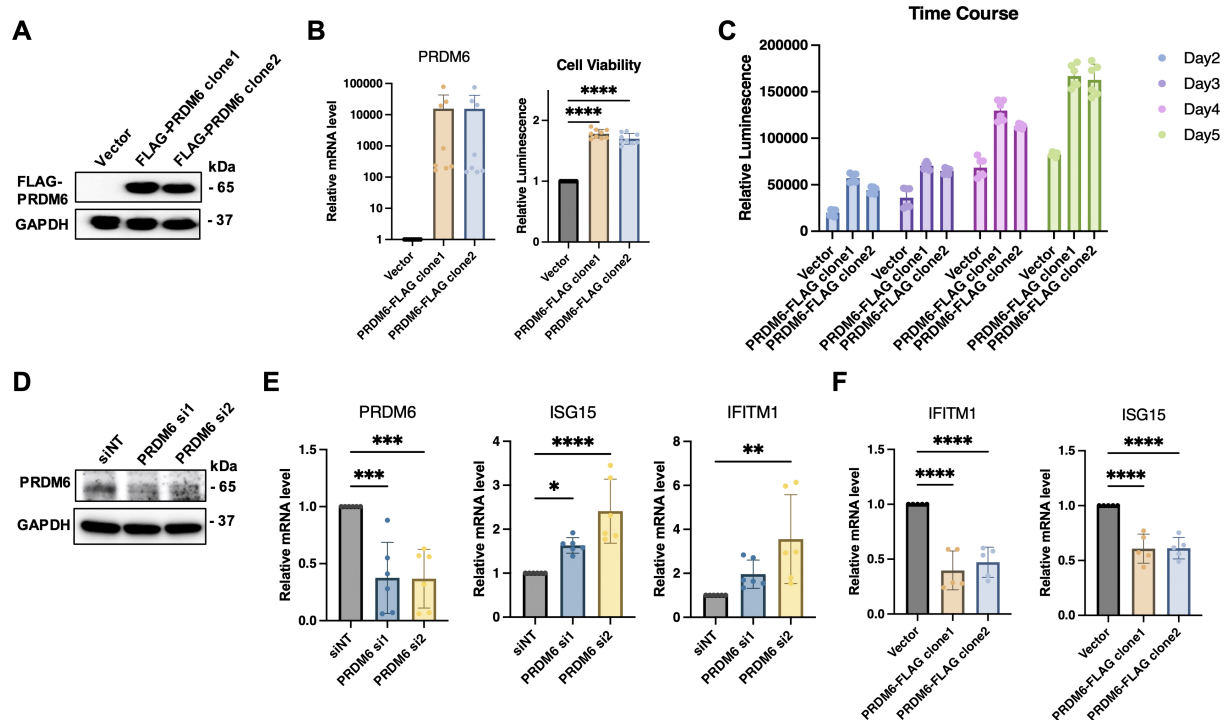 A
Vector
FLAG-PRDM6 clone1
FLAG-PRDM6 clone2
kDa
FLAG-
PRDM6
- 65
GAPDH
- 37
B
PRDM6
Relative mRNA level
100000
10000
1000
100
10
1
Vector
PRDM6-FLAG clone1
PRDM6-FLAG clone2
Cell Viability
Relative Luminescence
****
****
2
1
0
Vector
PRDM6-FLAG clone1
PRDM6-FLAG clone2
C
Time Course
Relative Luminescence
200000
150000
100000
50000
0
Vector
PRDM6-FLAG clone1
PRDM6-FLAG clone2
Vector
PRDM6-FLAG clone1
PRDM6-FLAG clone2
Vector
PRDM6-FLAG clone1
PRDM6-FLAG clone2
Vector
PRDM6-FLAG clone1
PRDM6-FLAG clone2
Day2
Day3
Day4
Day5
D
siNT
PRDM6 si1
PRDM6 si2
kDa
PRDM6
- 65
GAPDH
- 37
E
PRDM6
Relative mRNA level
***
***
1.5
1.0
0.5
0.0
siNT
PRDM6 si1
PRDM6 si2
ISG15
Relative mRNA level
****
*
4
3
2
1
0
siNT
PRDM6 si1
PRDM6 si2
IFITM1
Relative mRNA level
**
8
6
4
2
0
siNT
PRDM6 si1
PRDM6 si2
F
IFITM1
Relative mRNA level
****
****
1.5
1.0
0.5
0.0
Vector
PRDM6-FLAG clone1
PRDM6-FLAG clone2
ISG15
Relative mRNA level
****
****
1.5
1.0
0.5
0.0
Vector
PRDM6-FLAG clone1
PRDM6-FLAG clone2